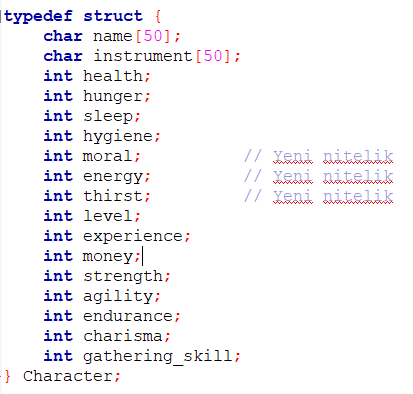 typedef struct {
    char name[50];
    char instrument[50];
    int health;
    int hunger;
    int sleep;
    int hygiene;
    int moral;          // Yeni nitelik
    int energy;         // Yeni nitelik
    int thirst;         // Yeni nitelik
    int level;
    int experience;
    int money;
    int strength;
    int agility;
    int endurance;
    int charisma;
    int gathering_skill;
} Character;